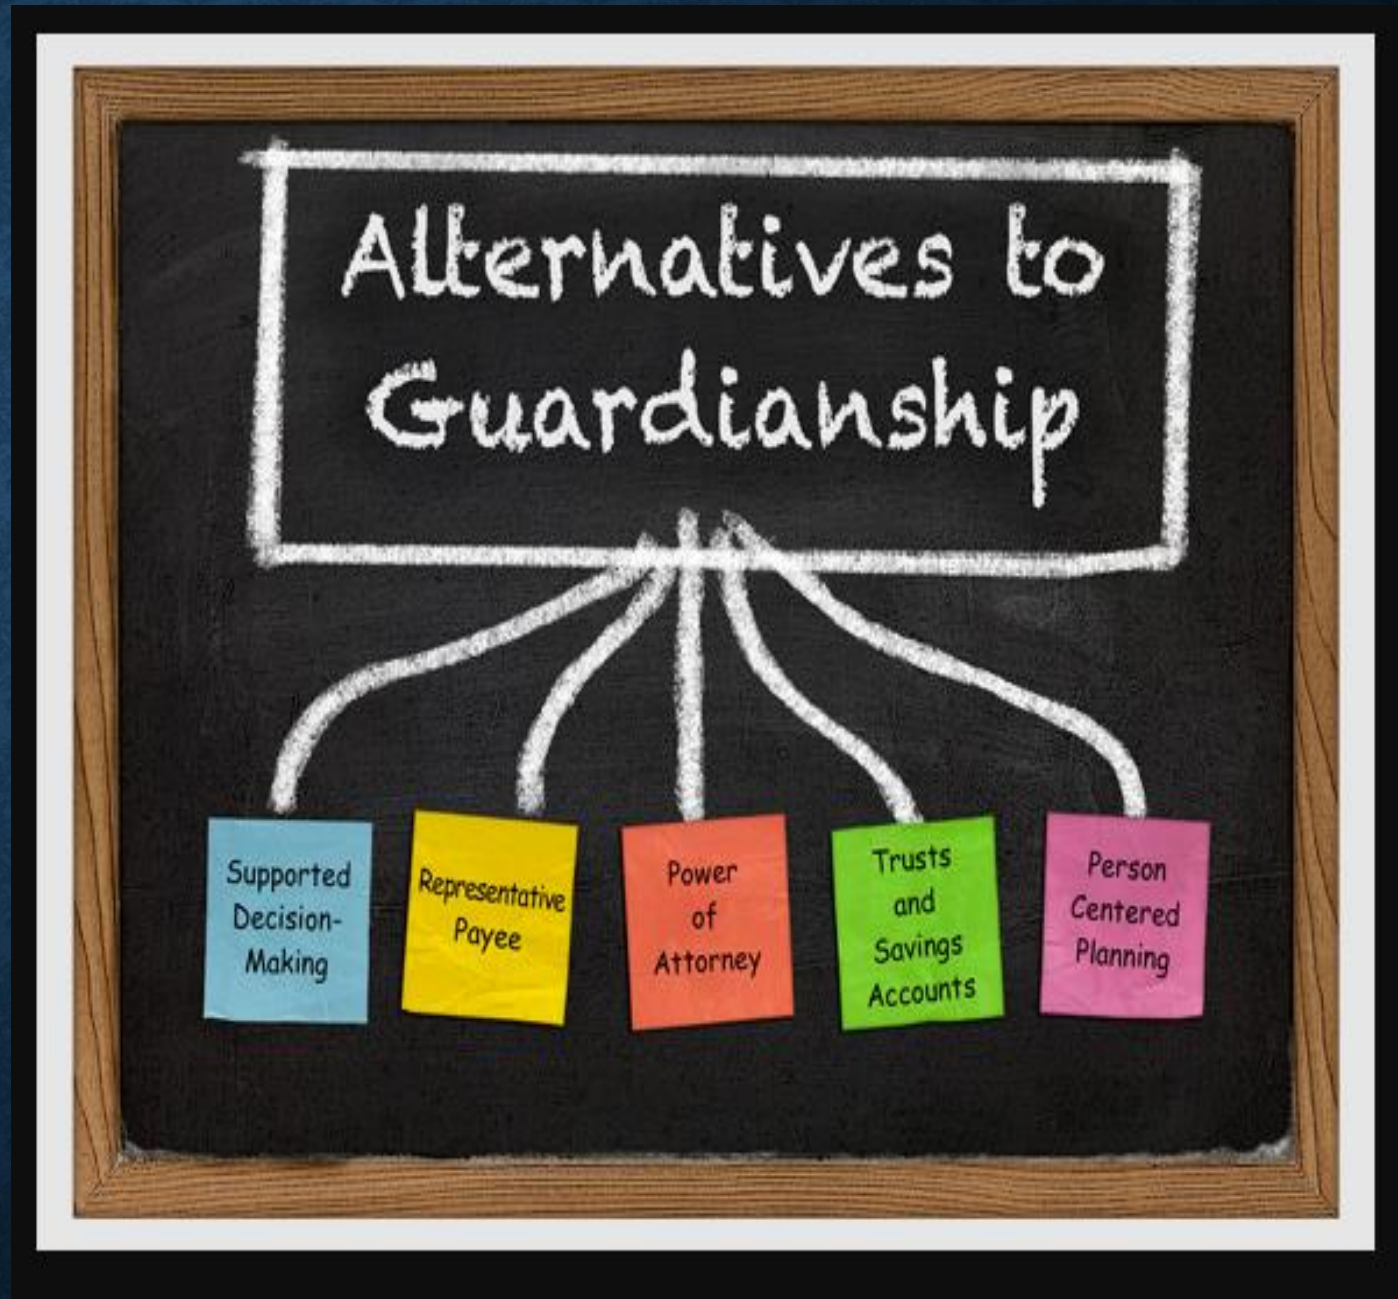 Alternatives to
Guardianship
Supported
Decision-
Making
Representative
Payee
Power
of
Attorney
Trusts
and
Savings
Accounts
Person
Centered
Planning